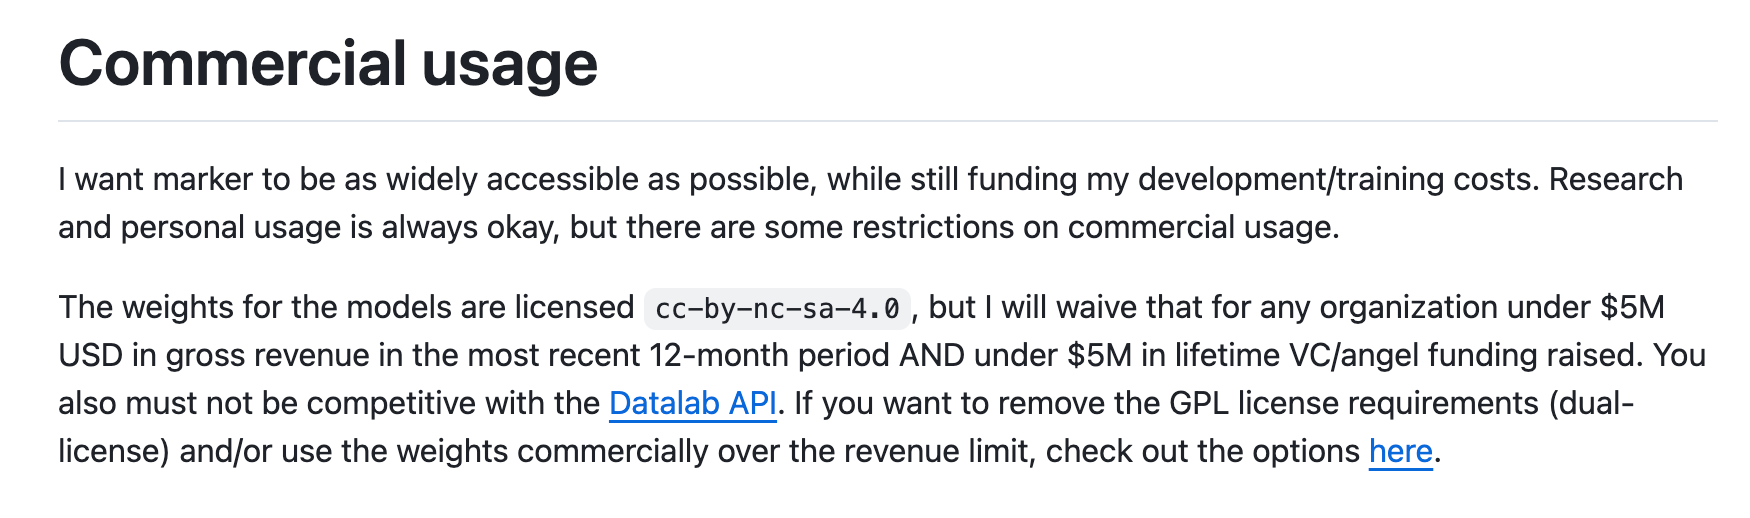 Commercial usage
I want marker to be as widely accessible as possible, while still funding my development/training costs. Research
and personal usage is always okay, but there are some restrictions on commercial usage.
The weights for the models are licensed cc-by-nc-sa-4.0, but I will waive that for any organization under $5M
USD in gross revenue in the most recent 12-month period AND under $5M in lifetime VC/angel funding raised. You
also must not be competitive with the Datalab API. If you want to remove the GPL license requirements (dual-
license) and/or use the weights commercially over the revenue limit, check out the options here.